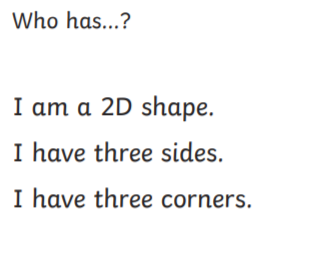 Who has...?
I am a 2D shape.
I have three sides.
I have three corners.